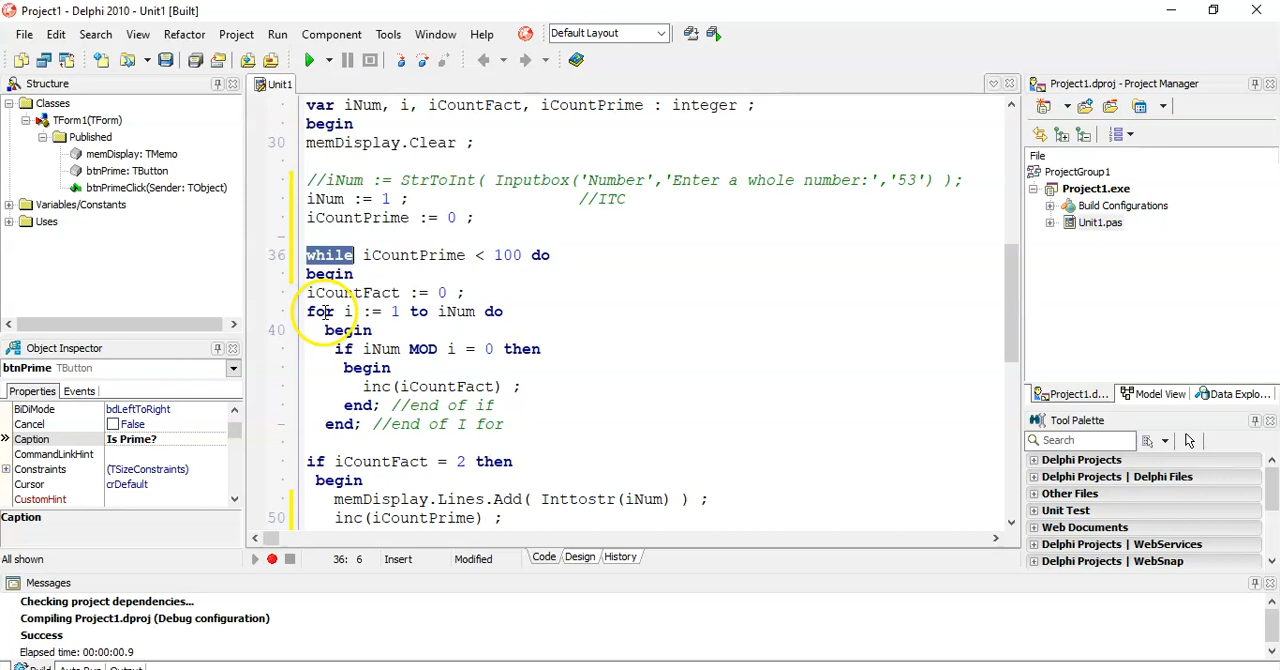 Project1 - Delphi 2010 - Unit1 [Built]
File Edit Search View Refactor Project Run Component Tools Window Help Default Layout
Structure
Classes
TForm1(TForm)
Published
memDisplay: TMemo
btnPrime: TButton
btnPrimeClick(Sender: TObject)
Variables/Constants
Uses
Object Inspector
btnPrime TButton
Properties Events
BiDiMode bdLeftToRight
Cancel False
Caption Is Prime?
CommandLinkHint
Constraints (TSizeConstraints)
Cursor crDefault
CustomHint
Caption
All shown
Unit1
var iNum, i, iCountFact, iCountPrime : integer ;
begin
30 memDisplay.Clear ;
//iNum := StrToInt( Inputbox('Number','Enter a whole number:','53') );
iNum := 1 ; //ITC
iCountPrime := 0 ;
36 while iCountPrime < 100 do
begin
iCountFact := 0 ;
for i := 1 to iNum do
40 begin
if iNum MOD i = 0 then
begin
inc(iCountFact) ;
end; //end of if
end; //end of I for
if iCountFact = 2 then
begin
memDisplay.Lines.Add( Inttostr(iNum) ) ;
50 inc(iCountPrime) ;
36: 6 Insert Modified Code Design History
Project1.dproj - Project Manager
File
ProjectGroup1
Project1.exe
Build Configurations
Unit1.pas
Project1.d... Model View Data Explo...
Tool Palette
Search
Delphi Projects
Delphi Projects | Delphi Files
Other Files
Unit Test
Web Documents
Delphi Projects | WebServices
Delphi Projects | WebSnap
Messages
Checking project dependencies...
Compiling Project1.dproj (Debug configuration)
Success
Elapsed time: 00:00:00.9
Build Auto Run Output